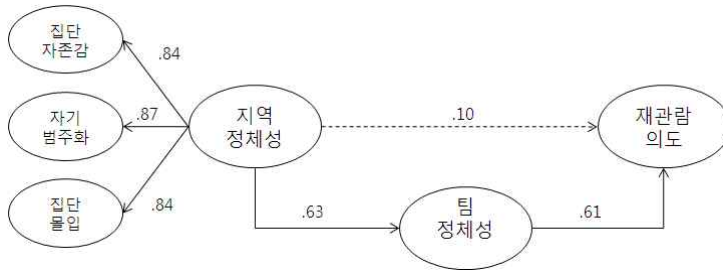 집단
자존감
.84
자기
범주화
.87
집단
몰입
.84
지역
정체성
.10
재관람
의도
.63
팀
정체성
.61